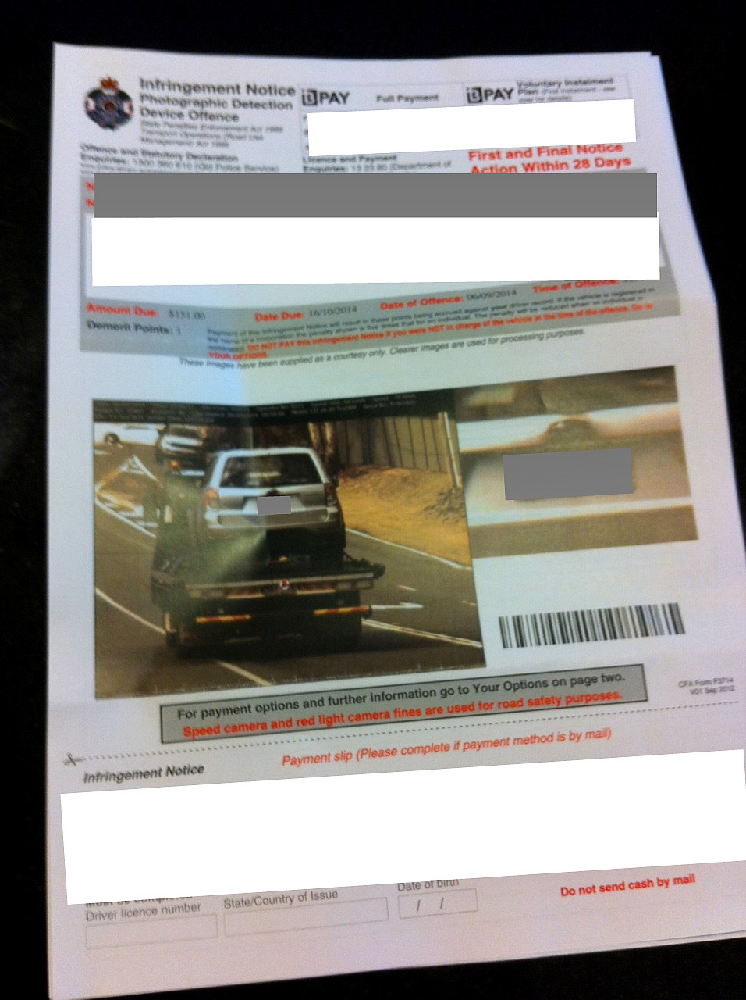 Infringement Notice
Photographic Detection
Device Offence
State Penalties Enforcement Act 1999
Transport Operations (Road Use
Management) Act 1995
BPAY Full Payment
BPAY Voluntary Instalment
Plan (First instalment - see
over for details)
Offence and Statutory Declaration
Enquiries: (Qld Police Service)
Licence and Payment
Enquiries: 13 23 80 (Department of
First and Final Notice
Action Within 28 Days
Amount Due: $151.00
Date Due: 16/10/2014
Date of Offence: 06/09/2014
Time of Offence:
Demerit Points: 1
Payment of this Infringement Notice will result in these points being accrued against your driver record. If the vehicle is registered in
the name of a corporation the penalty shown is five times that for an individual. The penalty will be reduced when an individual is
nominated. DO NOT PAY this Infringement Notice if you were NOT in charge of the vehicle at the time of the offence. Go to
YOUR OPTIONS.
These images have been supplied as a courtesy only. Clearer images are used for processing purposes.
CFA Form F3714
V01 Sep 2012
For payment options and further information go to Your Options on page two.
Speed camera and red light camera fines are used for road safety purposes.
Infringement Notice
Payment slip (Please complete if payment method is by mail)
Must be completed
Driver licence number
State/Country of Issue
Date of birth
/ /
Do not send cash by mail